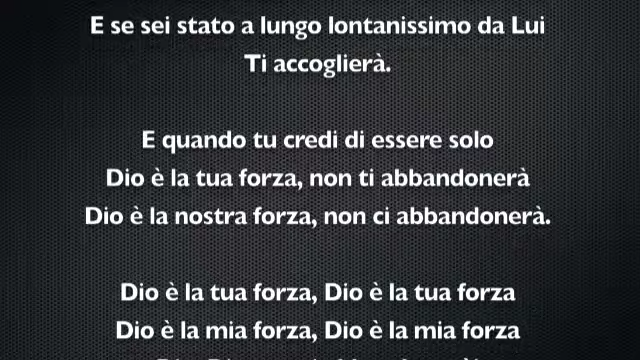 E se sei stato a lungo lontanissimo da Lui
Ti accoglierà.
E quando tu credi di essere solo
Dio è la tua forza, non ti abbandonerà
Dio è la nostra forza, non ci abbandonerà.
Dio è la tua forza, Dio è la tua forza
Dio è la mia forza, Dio è la mia forza